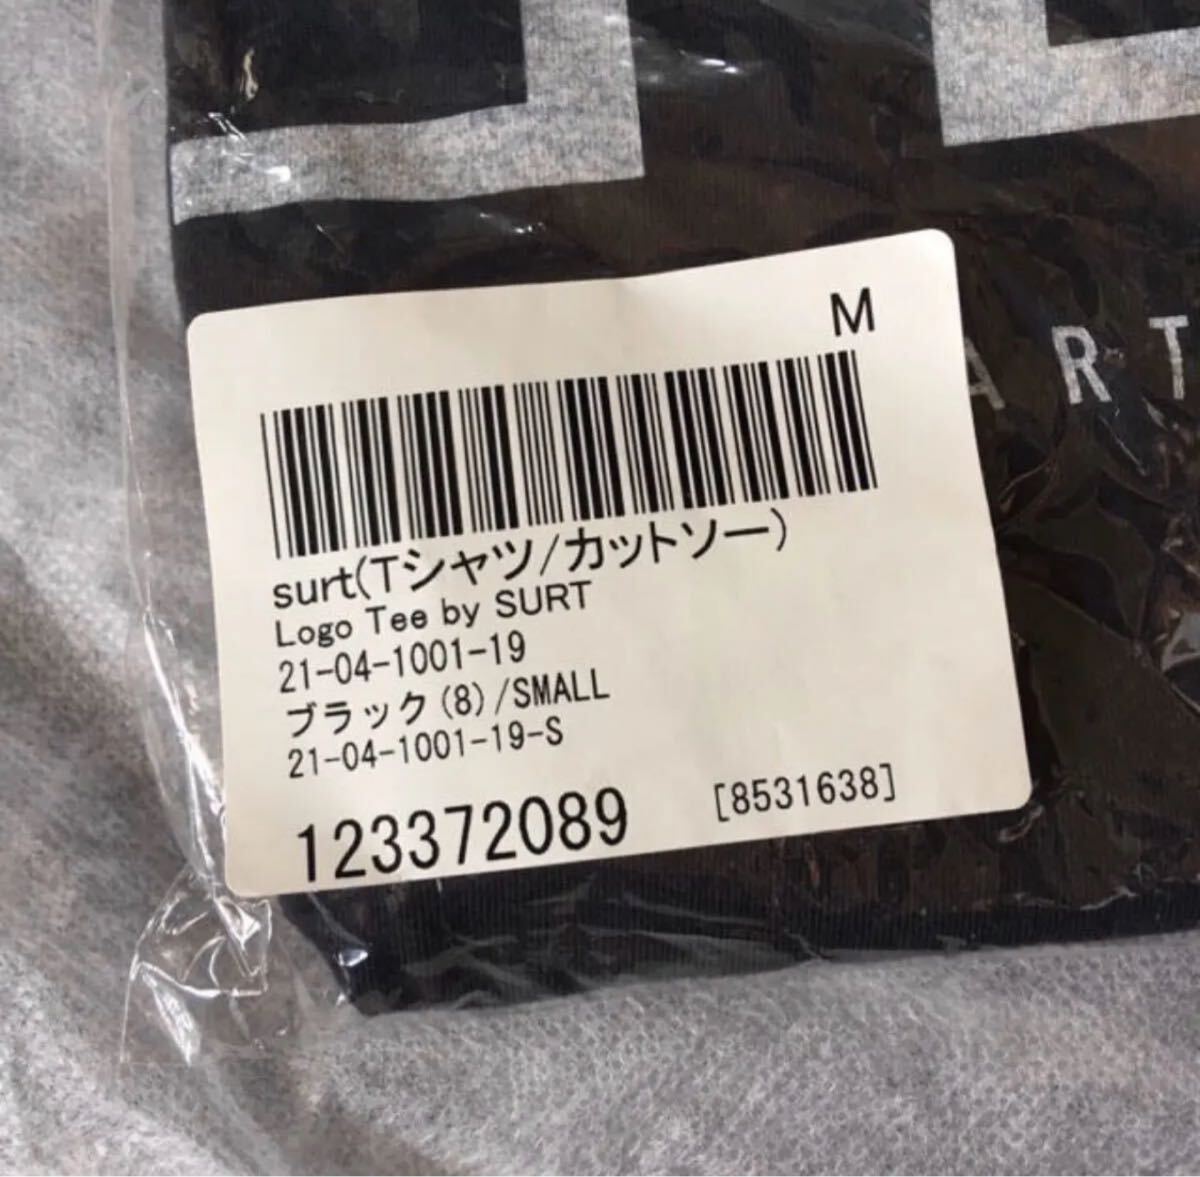 M
surt(Tシャツ/カットソー)
Logo Tee by SURT
21-04-1001-19
ブラック(8)/SMALL
21-04-1001-19-S
123372089 [8531638]
ART